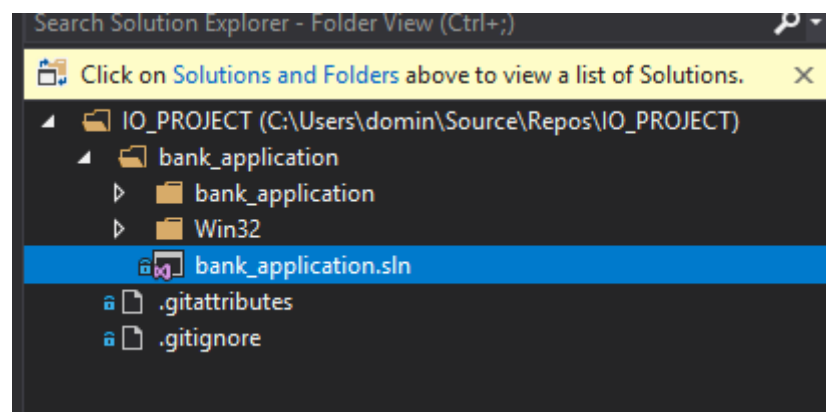 Search Solution Explorer - Folder View (Ctrl+;)
Click on Solutions and Folders above to view a list of Solutions.
IO_PROJECT (C:\Users\domin\Source\Repos\IO_PROJECT)
bank_application
bank_application
Win32
bank_application.sln
.gitattributes
.gitignore